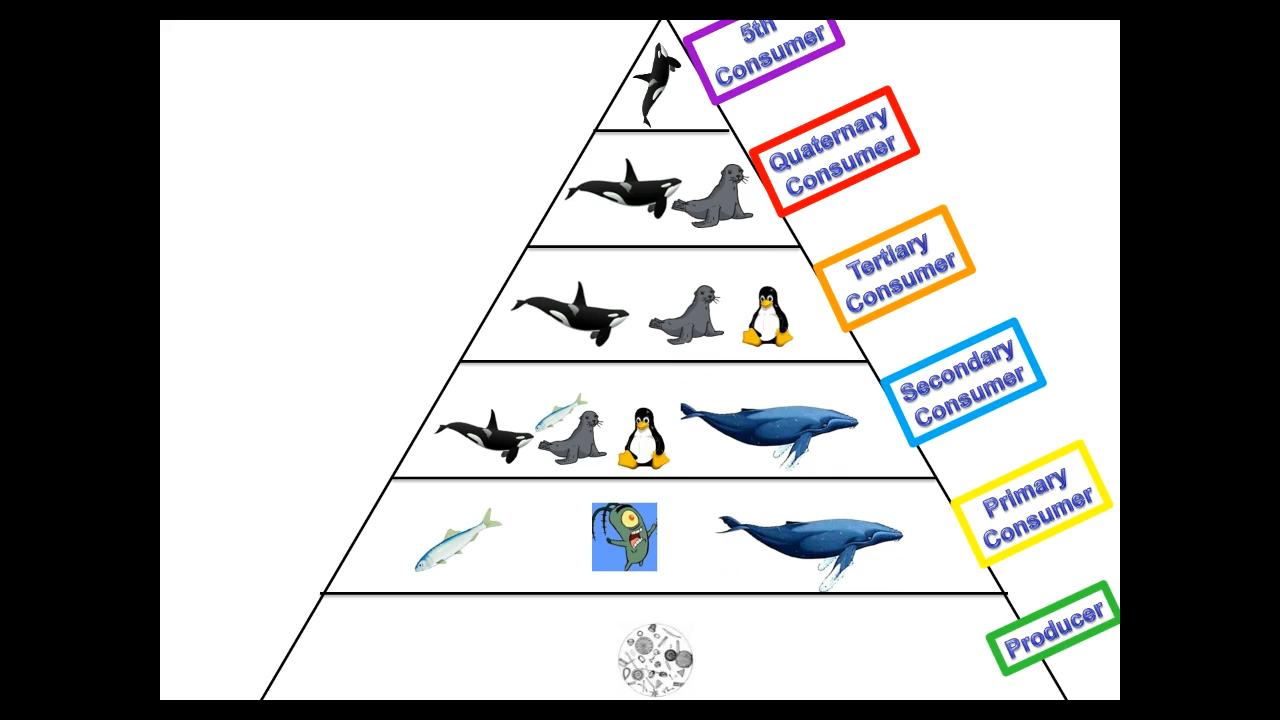 5th
Consumer
Quaternary
Consumer
Tertiary
Consumer
Secondary
Consumer
Primary
Consumer
Producer